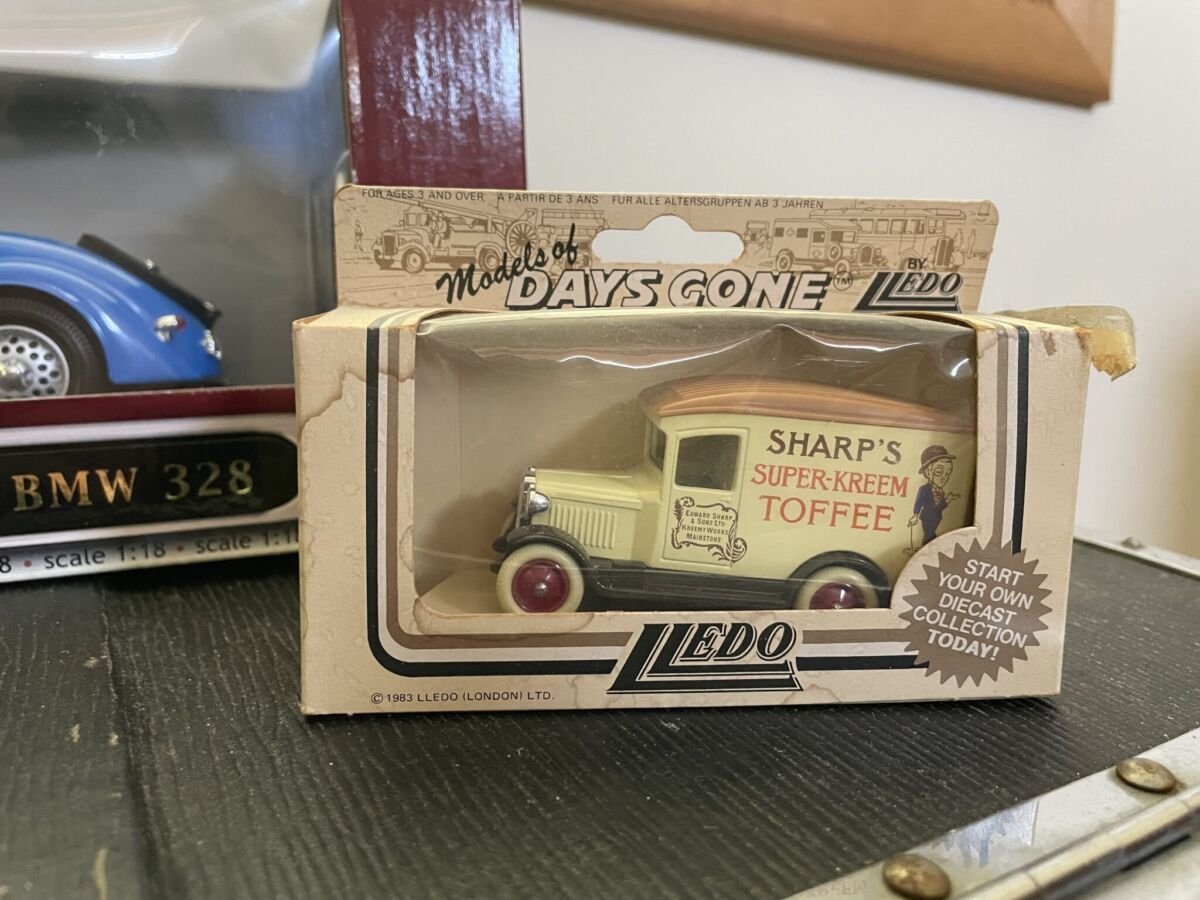 FOR AGES 3 AND OVER A PARTIR DE 3 ANS FUR ALLE ALTERSGRUPPEN AB 3 JAHREN
Models of
DAYS GONE™
BY
LLEDO
SHARP'S
SUPER-KREEM
TOFFEE
EDWARD SHARP
& SONS LTD
KREEMY WORKS
MAIDSTONE
START
YOUR OWN
DIECAST
COLLECTION
TODAY!
LLEDO
© 1983 LLEDO (LONDON) LTD.
BMW 328
8 • scale 1:18 • scale 1:1